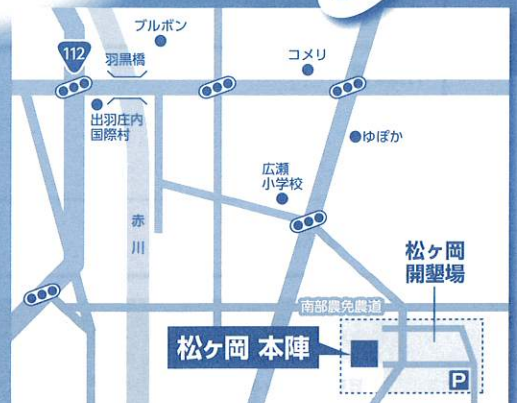 ブルボン
112
羽黒橋
コメリ
出羽庄内
国際村
ゆぽか
広瀬
小学校
赤
川
松ヶ岡
開墾場
南部農免農道
松ヶ岡 本陣
P